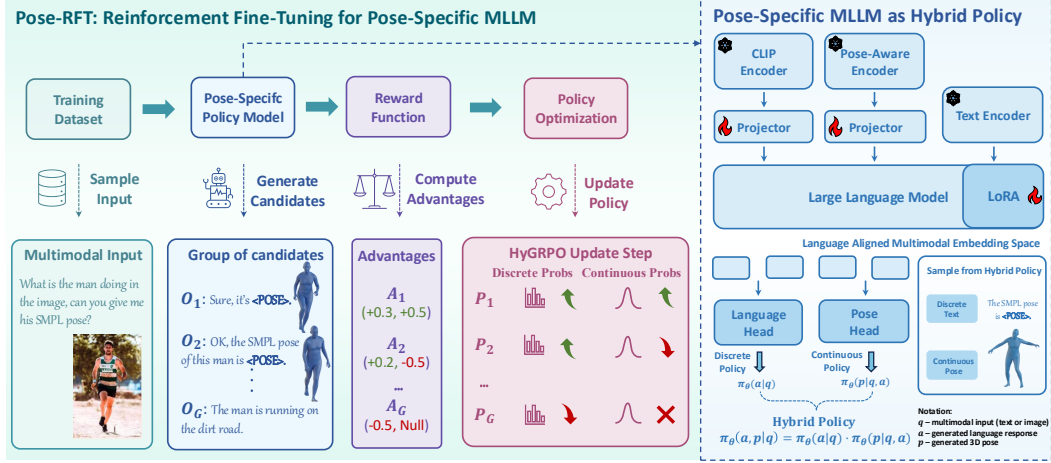 Pose-RFT: Reinforcement Fine-Tuning for Pose-Specific MLLM
Training
Dataset
Pose-Specifc
Policy Model
Reward
Function
Policy
Optimization
Sample
Input
Generate
Candidates
Compute
Advantages
Update
Policy
Multimodal Input
What is the man doing in
the image, can you give me
his SMPL pose?
Group of candidates
O1: Sure, it's <POSE>.
O2: OK, the SMPL pose
of this man is <POSE>.
⋮
OG: The man is running on
the dirt road.
Advantages
A1
(+0.3, +0.5)
A2
(+0.2, -0.5)
...
AG
(-0.5, Null)
HyGRPO Update Step
Discrete Probs Continuous Probs
P1
P2
...
PG
Pose-Specific MLLM as Hybrid Policy
CLIP
Encoder
Pose-Aware
Encoder
Text Encoder
Projector
Projector
Large Language Model
LoRA
Language Aligned Multimodal Embedding Space
Language
Head
Pose
Head
Discrete
Policy
Continuous
Policy
πθ(a|q)
πθ(p|q, a)
Sample from Hybrid Policy
Discrete
Text
The SMPL pose
is <POSE>.
Continuous
Pose
Hybrid Policy
πθ(a, p|q) = πθ(a|q) · πθ(p|q, a)
Notation:
q – multimodal input (text or image)
a – generated language response
p – generated 3D pose